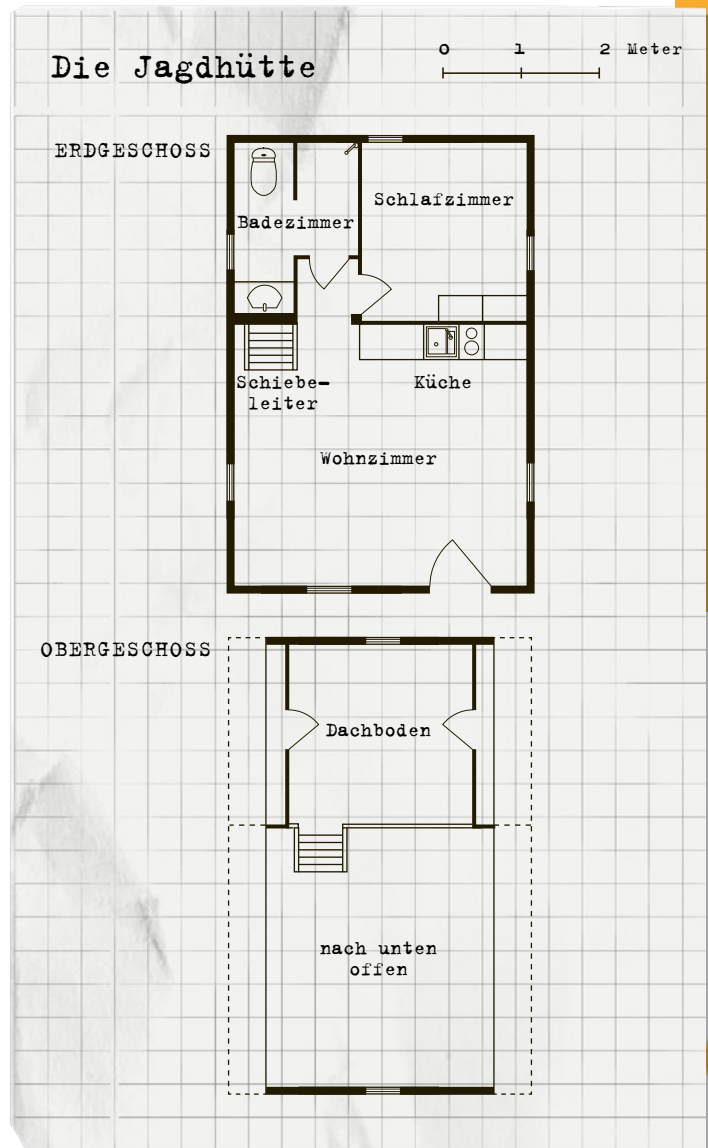 Die Jagdhütte
0 1 2 Meter
ERDGESCHOSS
Schlafzimmer
Badezimmer
Schiebe-
leiter
Küche
Wohnzimmer
OBERGESCHOSS
Dachboden
nach unten
offen